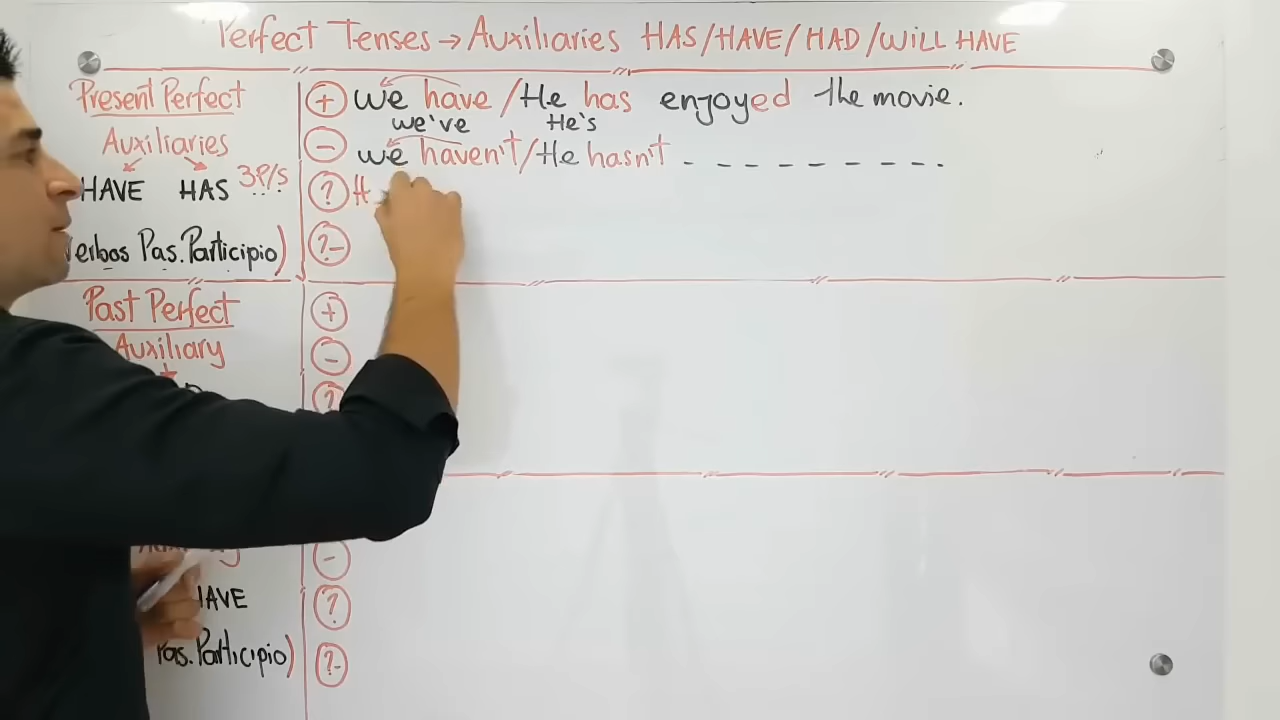 Perfect Tenses → Auxiliaries HAS/HAVE/HAD/WILL HAVE
Present Perfect
Auxiliaries
HAVE HAS 3P/S
Verbos Pas. Participio)
(+) We have / He has enjoyed the movie.
We've He's
(-) We haven't / He hasn't - - - - - - - - - .
(?) H
(?-)
Past Perfect
Auxiliary
(+)
(-)
(?)
(-)
HAVE
(?)
Pas. Participio)
(?-)